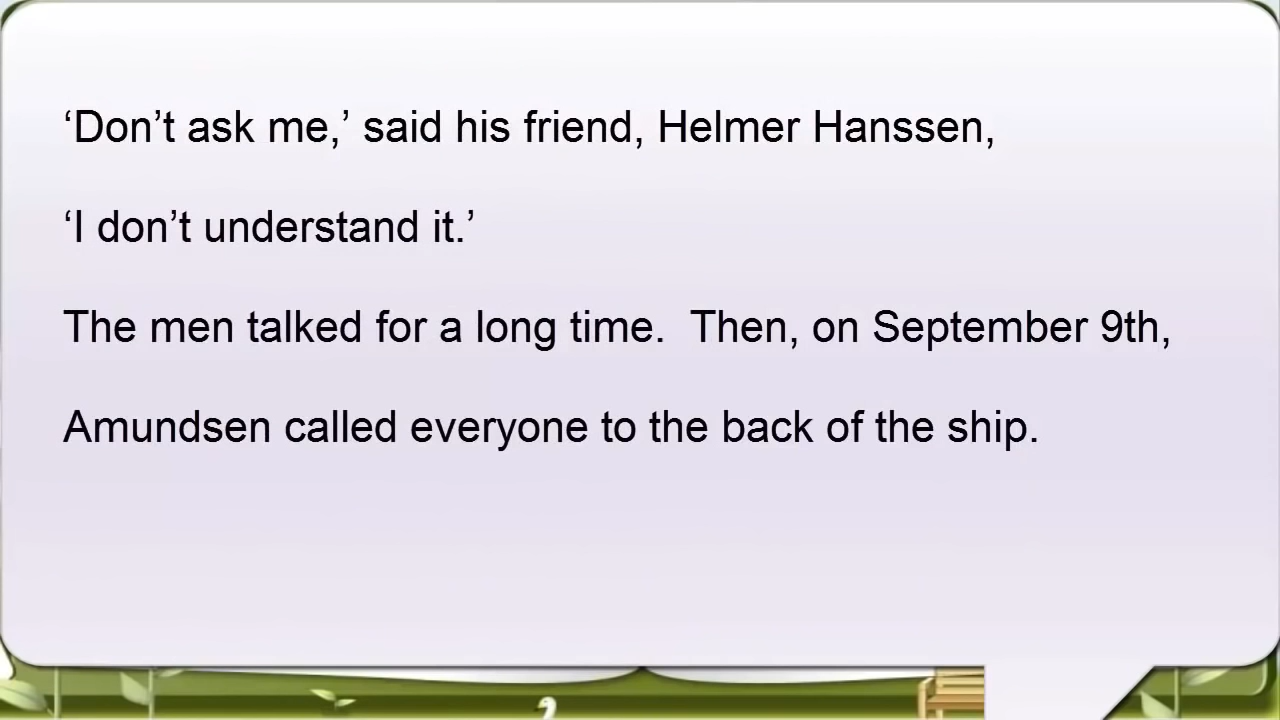 ‘Don’t ask me,’ said his friend, Helmer Hanssen,
‘I don’t understand it.’
The men talked for a long time.  Then, on September 9th,
Amundsen called everyone to the back of the ship.